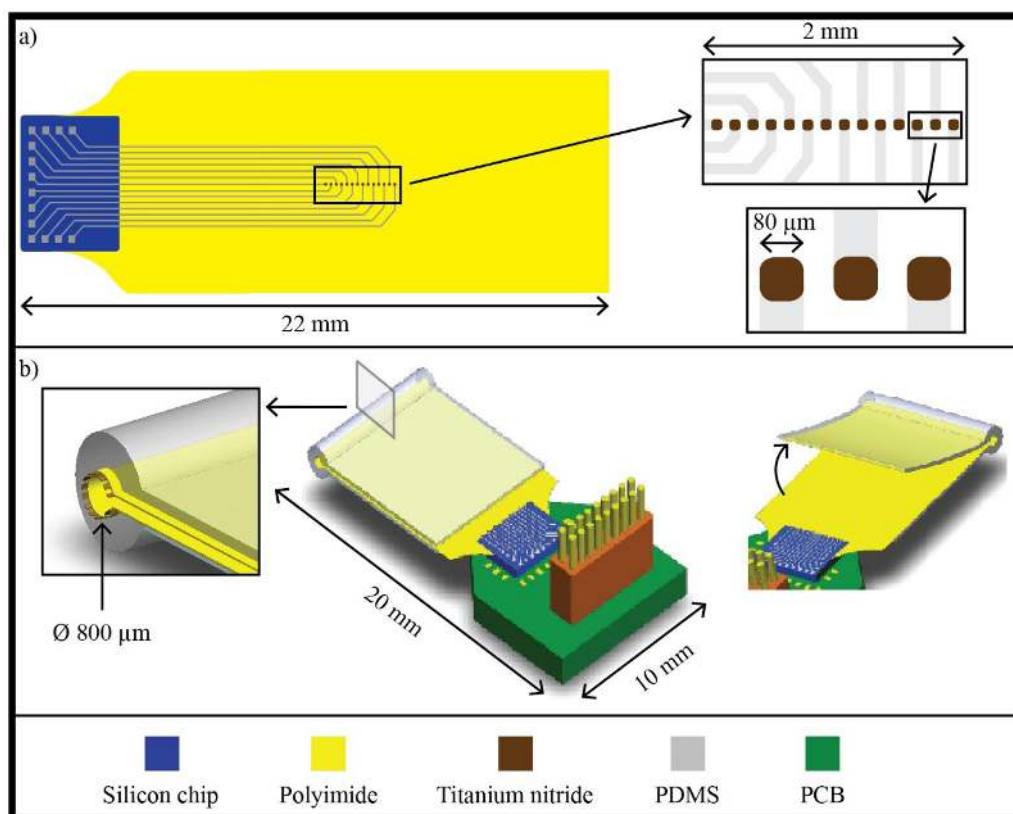 a)
2 mm
80 µm
22 mm
b)
Ø 800 µm
20 mm
10 mm
Silicon chip
Polyimide
Titanium nitride
PDMS
PCB